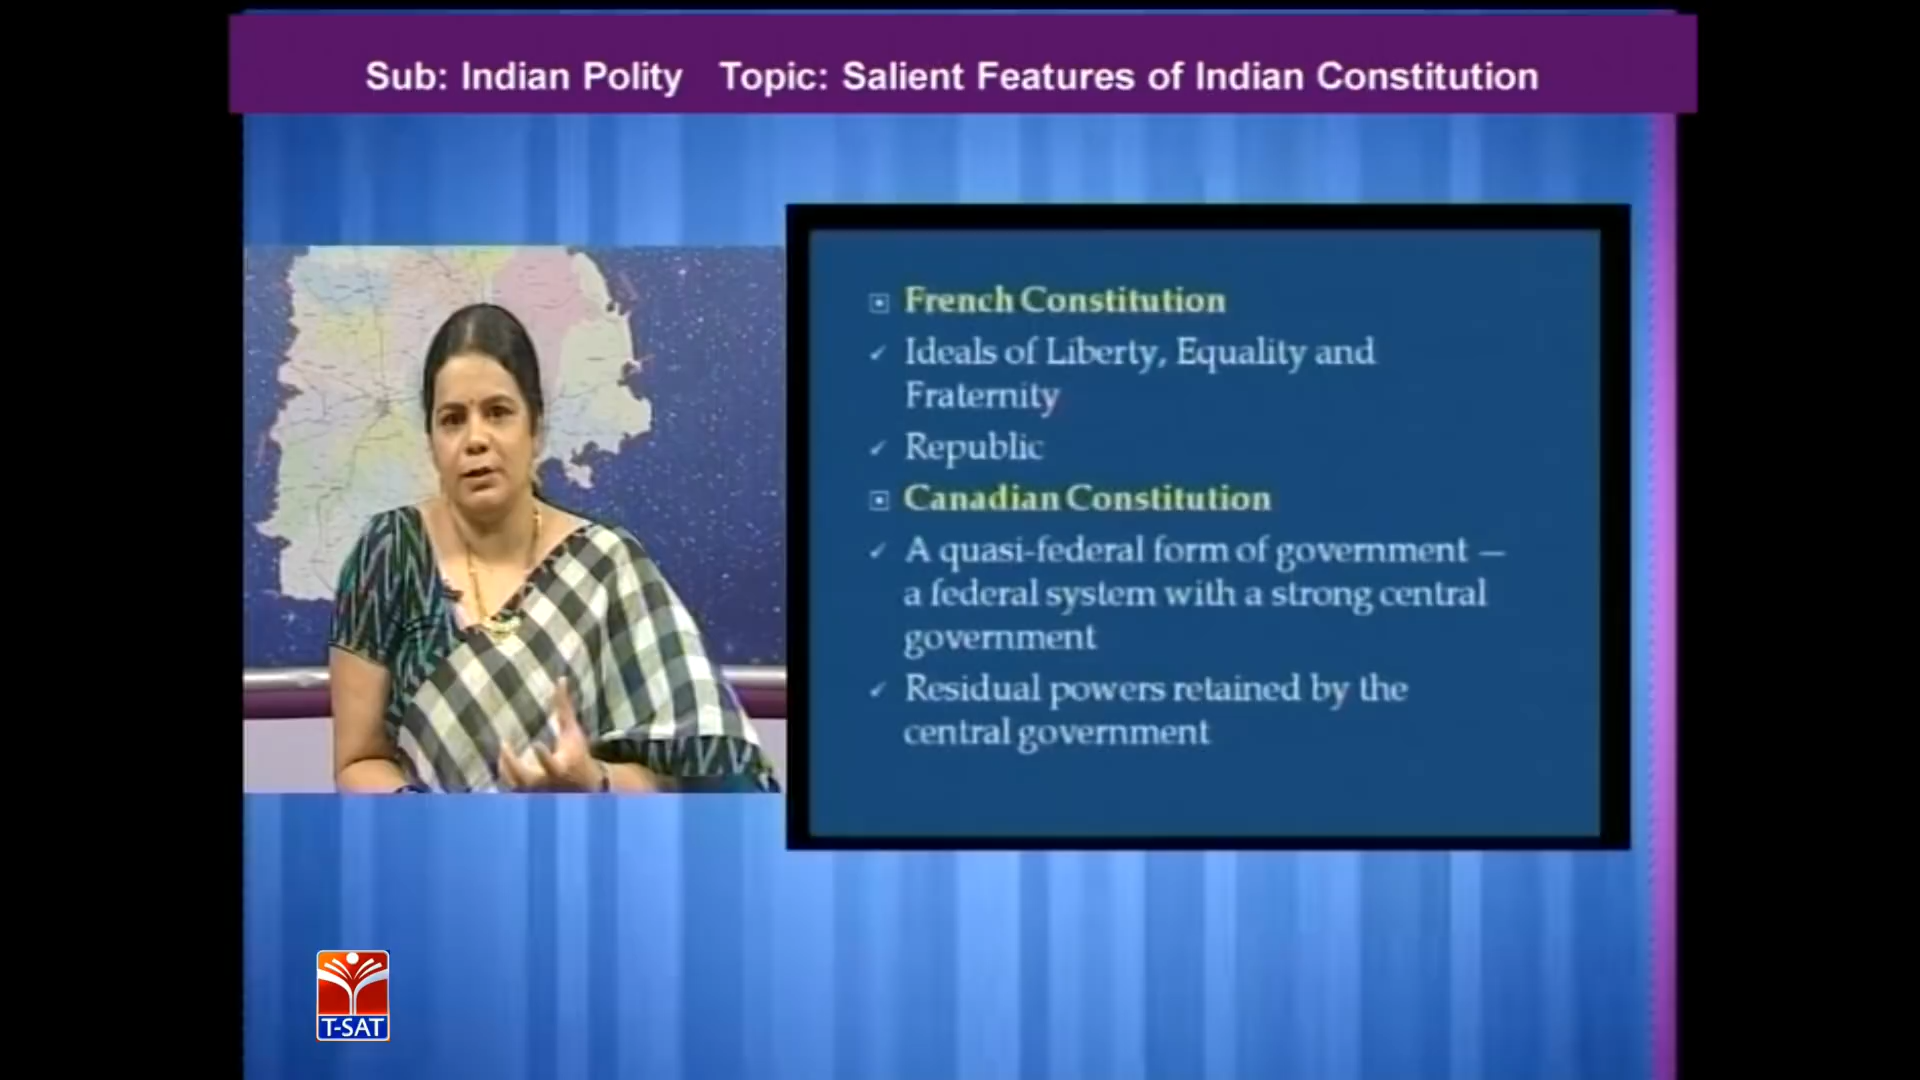 Sub: Indian Polity   Topic: Salient Features of Indian Constitution
French Constitution
Ideals of Liberty, Equality and
Fraternity
Republic
Canadian Constitution
A quasi-federal form of government —
a federal system with a strong central
government
Residual powers retained by the
central government
T-SAT